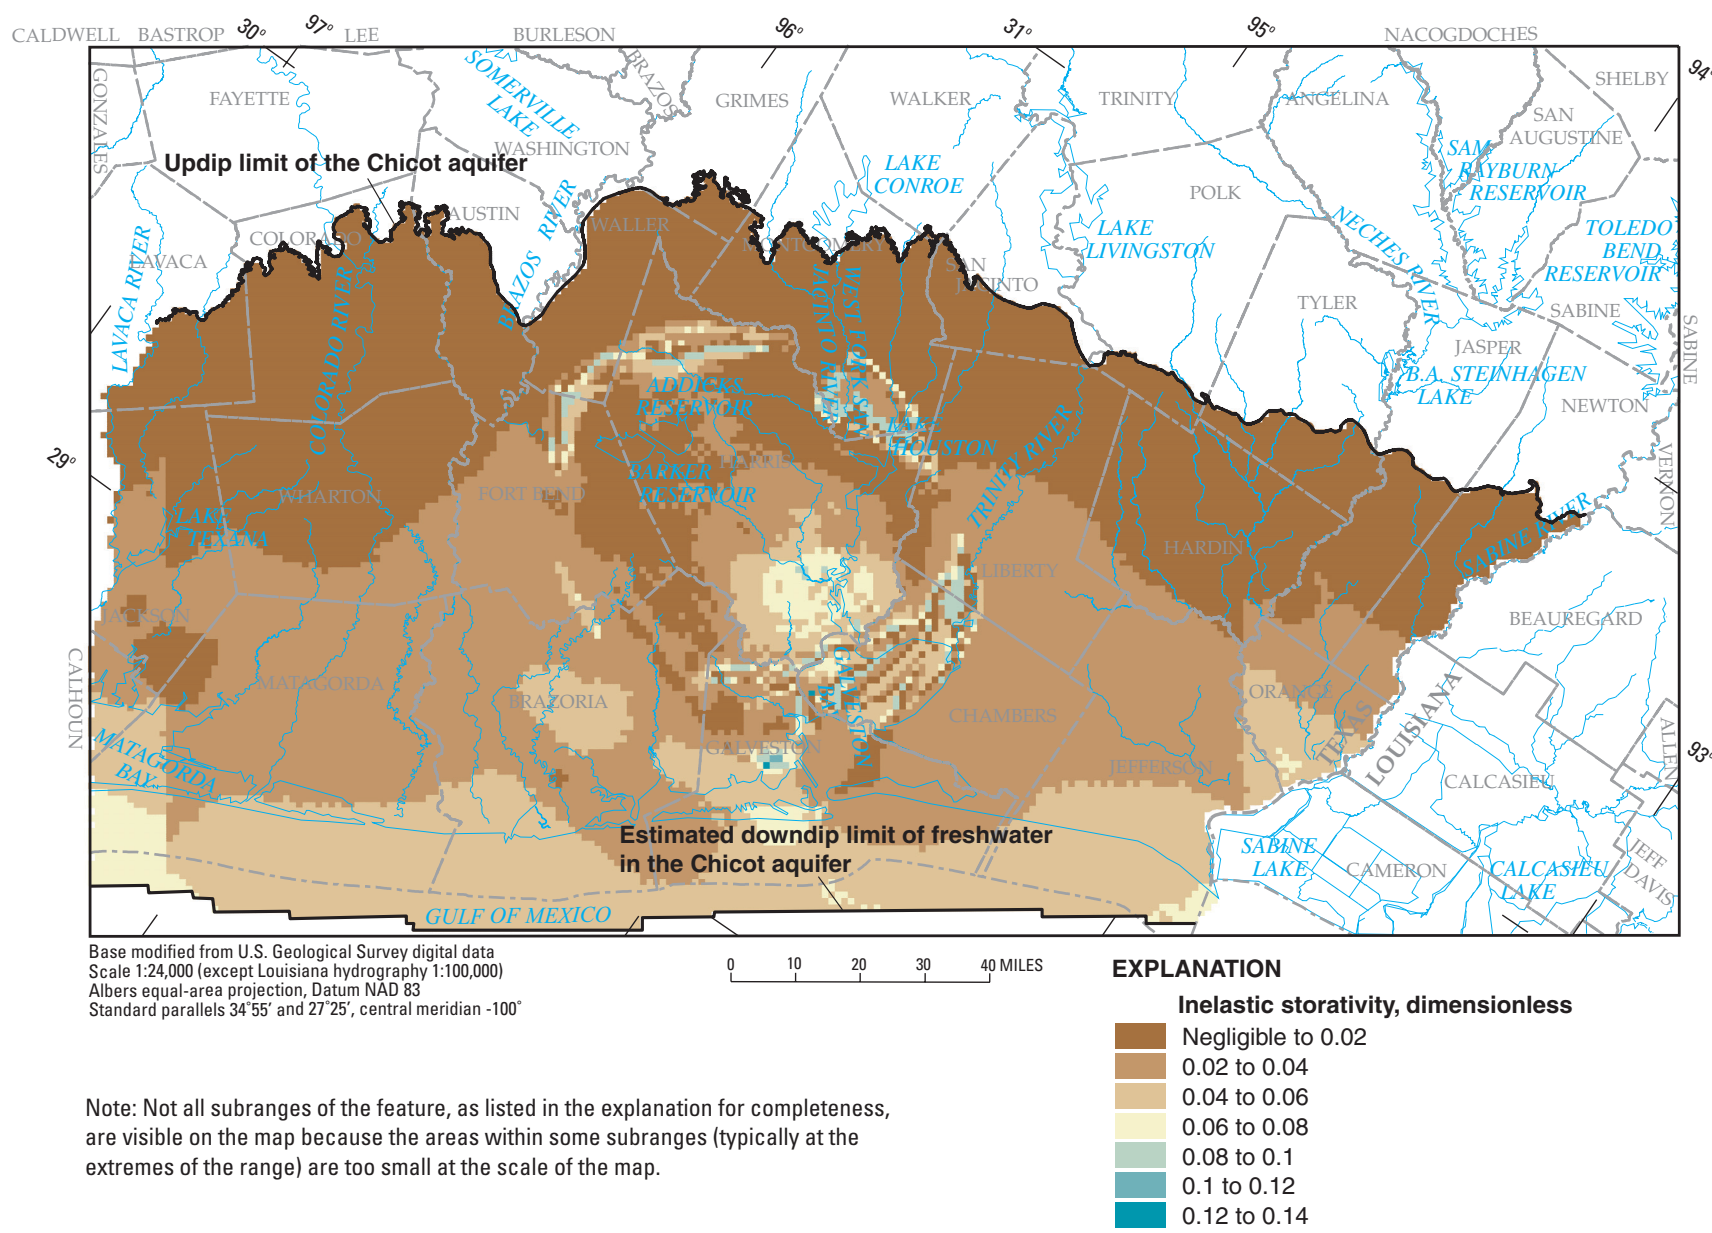 CALDWELL
BASTROP
30°
97°
LEE
BURLESON
96°
31°
95°
NACOGDOCHES
94°
GONZALES
FAYETTE
SOMERVILLE
LAKE
BRAZOS
GRIMES
WALKER
TRINITY
ANGELINA
SHELBY
SAN
AUGUSTINE
WASHINGTON
Updip limit of the Chicot aquifer
LAKE
CONROE
SAM
RAYBURN
RESERVOIR
POLK
AUSTIN
WALLER
COLORADO
LAVACA
LAVACA RIVER
BRAZOS RIVER
MONTGOMERY
SAN
JACINTO
LAKE
LIVINGSTON
NECHES RIVER
TOLEDO
BEND
RESERVOIR
COLORADO RIVER
WEST FORK SAN
JACINTO RIVER
TYLER
SABINE
SABINE
JASPER
B.A. STEINHAGEN
LAKE
NEWTON
ADDICKS
RESERVOIR
LAKE
HOUSTON
TRINITY RIVER
29°
HARRIS
BARKER
RESERVOIR
VERNON
WHARTON
FORT BEND
LAKE
TEXANA
SABINE RIVER
HARDIN
LIBERTY
JACKSON
BEAUREGARD
CALHOUN
MATAGORDA
BRAZORIA
GALVESTON
BAY
CHAMBERS
ORANGE
TEXAS
LOUISIANA
ALLEN
93°
MATAGORDA
BAY
GALVESTON
JEFFERSON
CALCASIEU
Estimated downdip limit of freshwater
in the Chicot aquifer
SABINE
LAKE
CAMERON
CALCASIEU
LAKE
JEFF
DAVIS
GULF OF MEXICO
Base modified from U.S. Geological Survey digital data
Scale 1:24,000 (except Louisiana hydrography 1:100,000)
Albers equal-area projection, Datum NAD 83
Standard parallels 34°55′ and 27°25′, central meridian -100°
0 10 20 30 40 MILES
EXPLANATION
Inelastic storativity, dimensionless
Negligible to 0.02
0.02 to 0.04
0.04 to 0.06
0.06 to 0.08
0.08 to 0.1
0.1 to 0.12
0.12 to 0.14
Note: Not all subranges of the feature, as listed in the explanation for completeness,
are visible on the map because the areas within some subranges (typically at the
extremes of the range) are too small at the scale of the map.